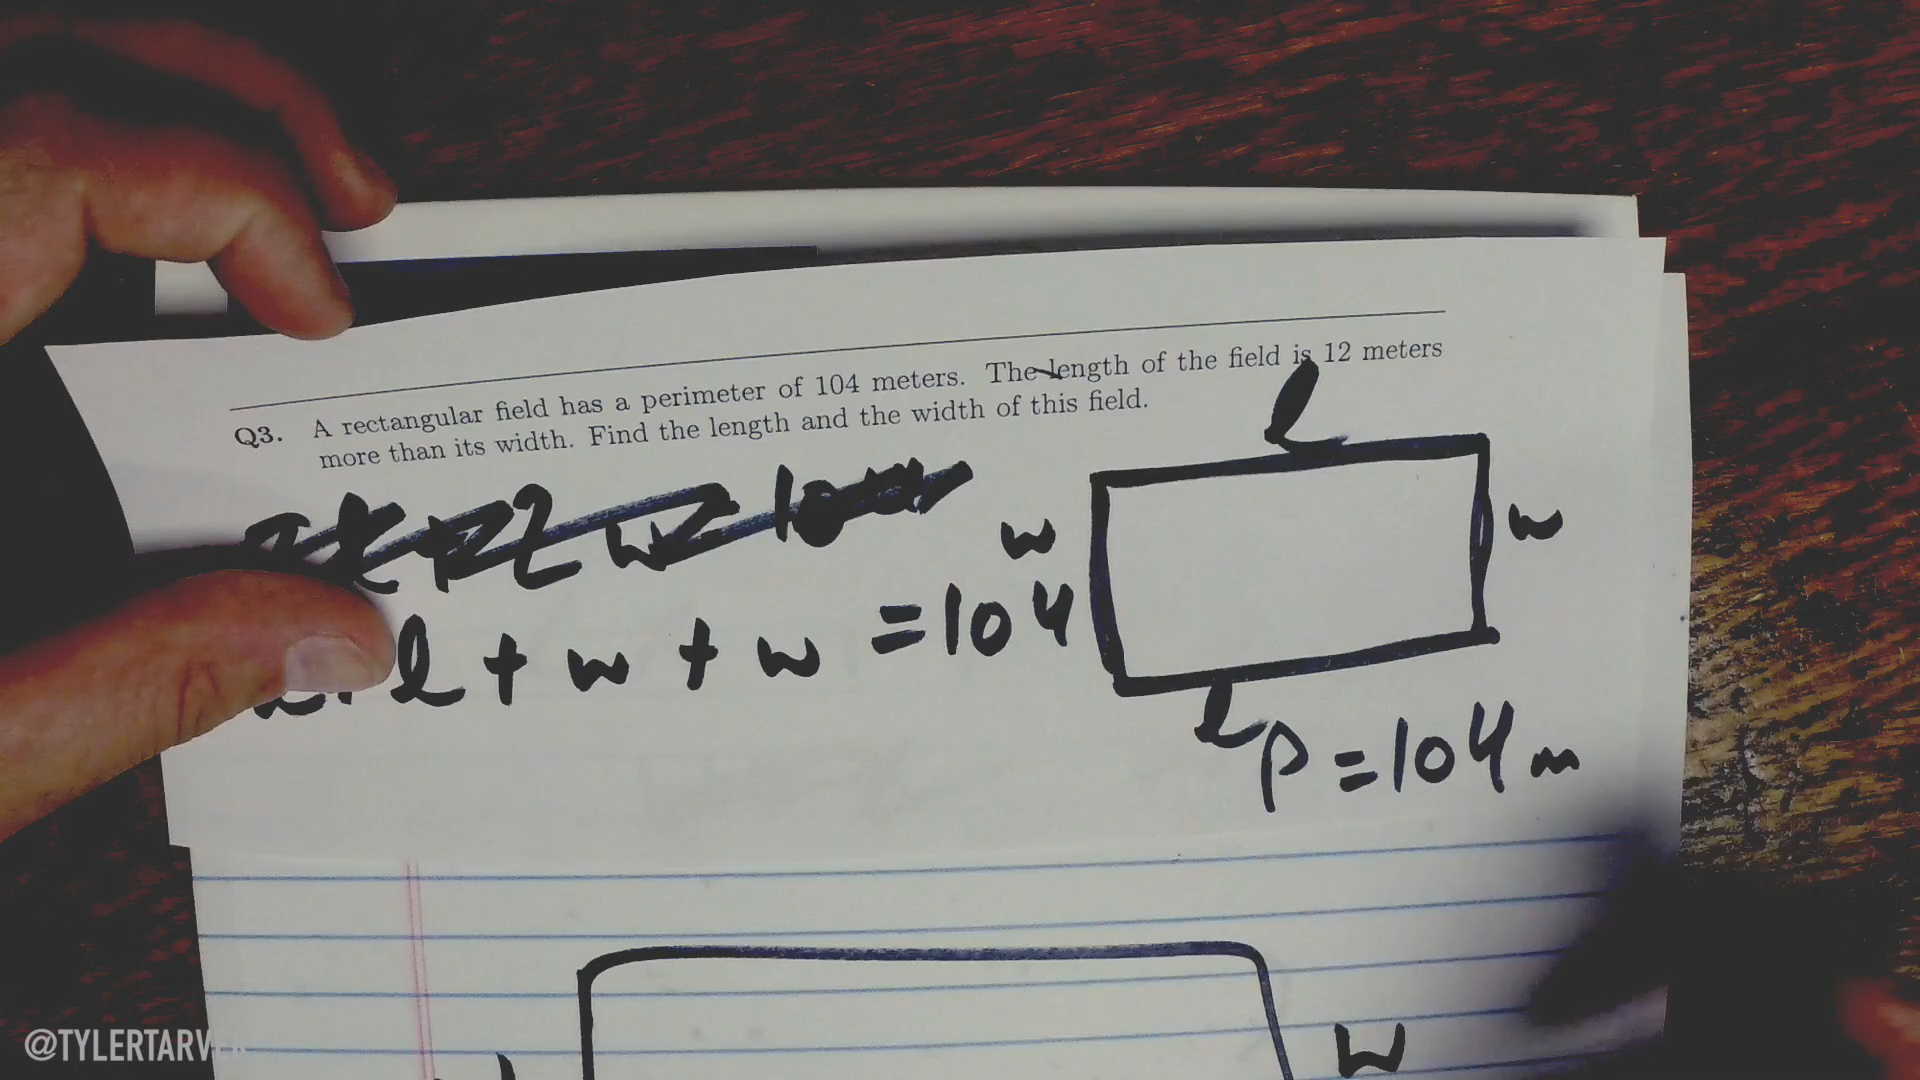 Q3. A rectangular field has a perimeter of 104 meters. The length of the field is 12 meters
more than its width. Find the length and the width of this field.
l
w
w
l + w + w = 104
l
P = 104 m
w
@TYLERTARVER